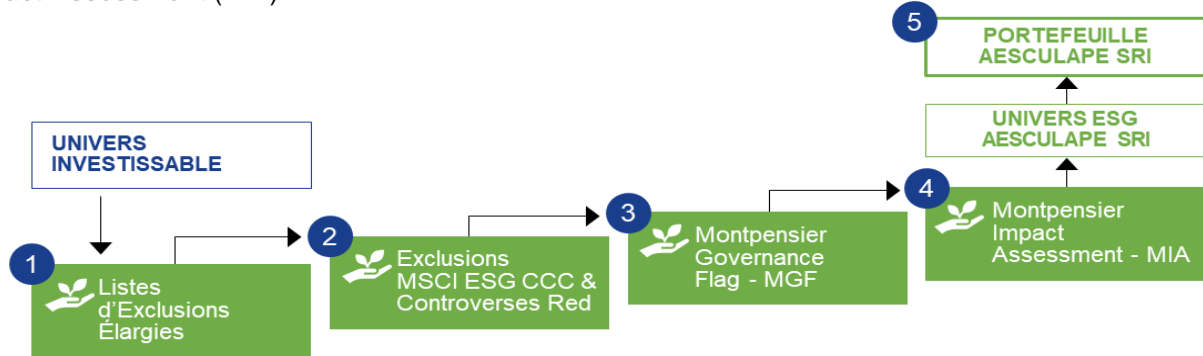 UNIVERS
INVESTISSABLE
1
Listes
d'Exclusions
Élargies
2
Exclusions
MSCI ESG CCC &
Controverses Red
3
Montpensier
Governance
Flag - MGF
4
Montpensier
Impact
Assessment - MIA
UNIVERS ESG
AESCULAPE SRI
5
PORTEFEUILLE
AESCULAPE SRI